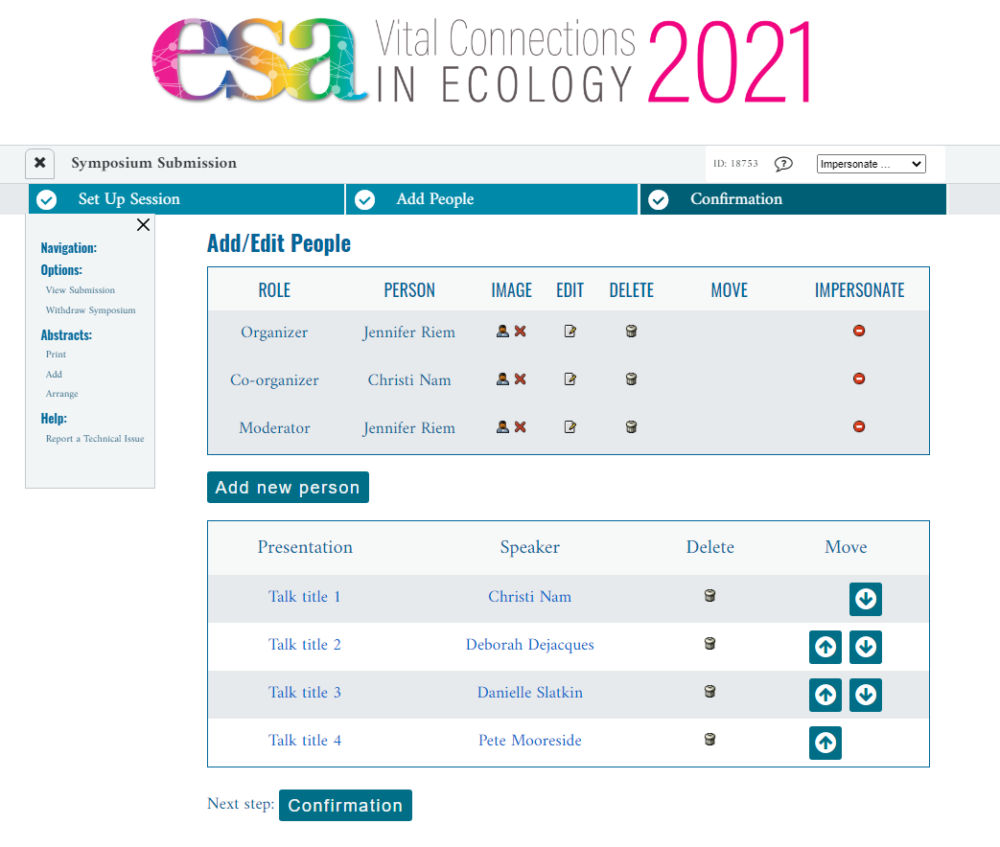 esa Vital Connections IN ECOLOGY 2021
Symposium Submission ID: 18753 Impersonate ...
Set Up Session Add People Confirmation
Navigation:
Options:
View Submission
Withdraw Symposium
Abstracts:
Print
Add
Arrange
Help:
Report a Technical Issue
Add/Edit People
ROLE PERSON IMAGE EDIT DELETE MOVE IMPERSONATE
Organizer Jennifer Riem
Co-organizer Christi Nam
Moderator Jennifer Riem
Add new person
Presentation Speaker Delete Move
Talk title 1 Christi Nam
Talk title 2 Deborah Dejacques
Talk title 3 Danielle Slatkin
Talk title 4 Pete Mooreside
Next step: Confirmation